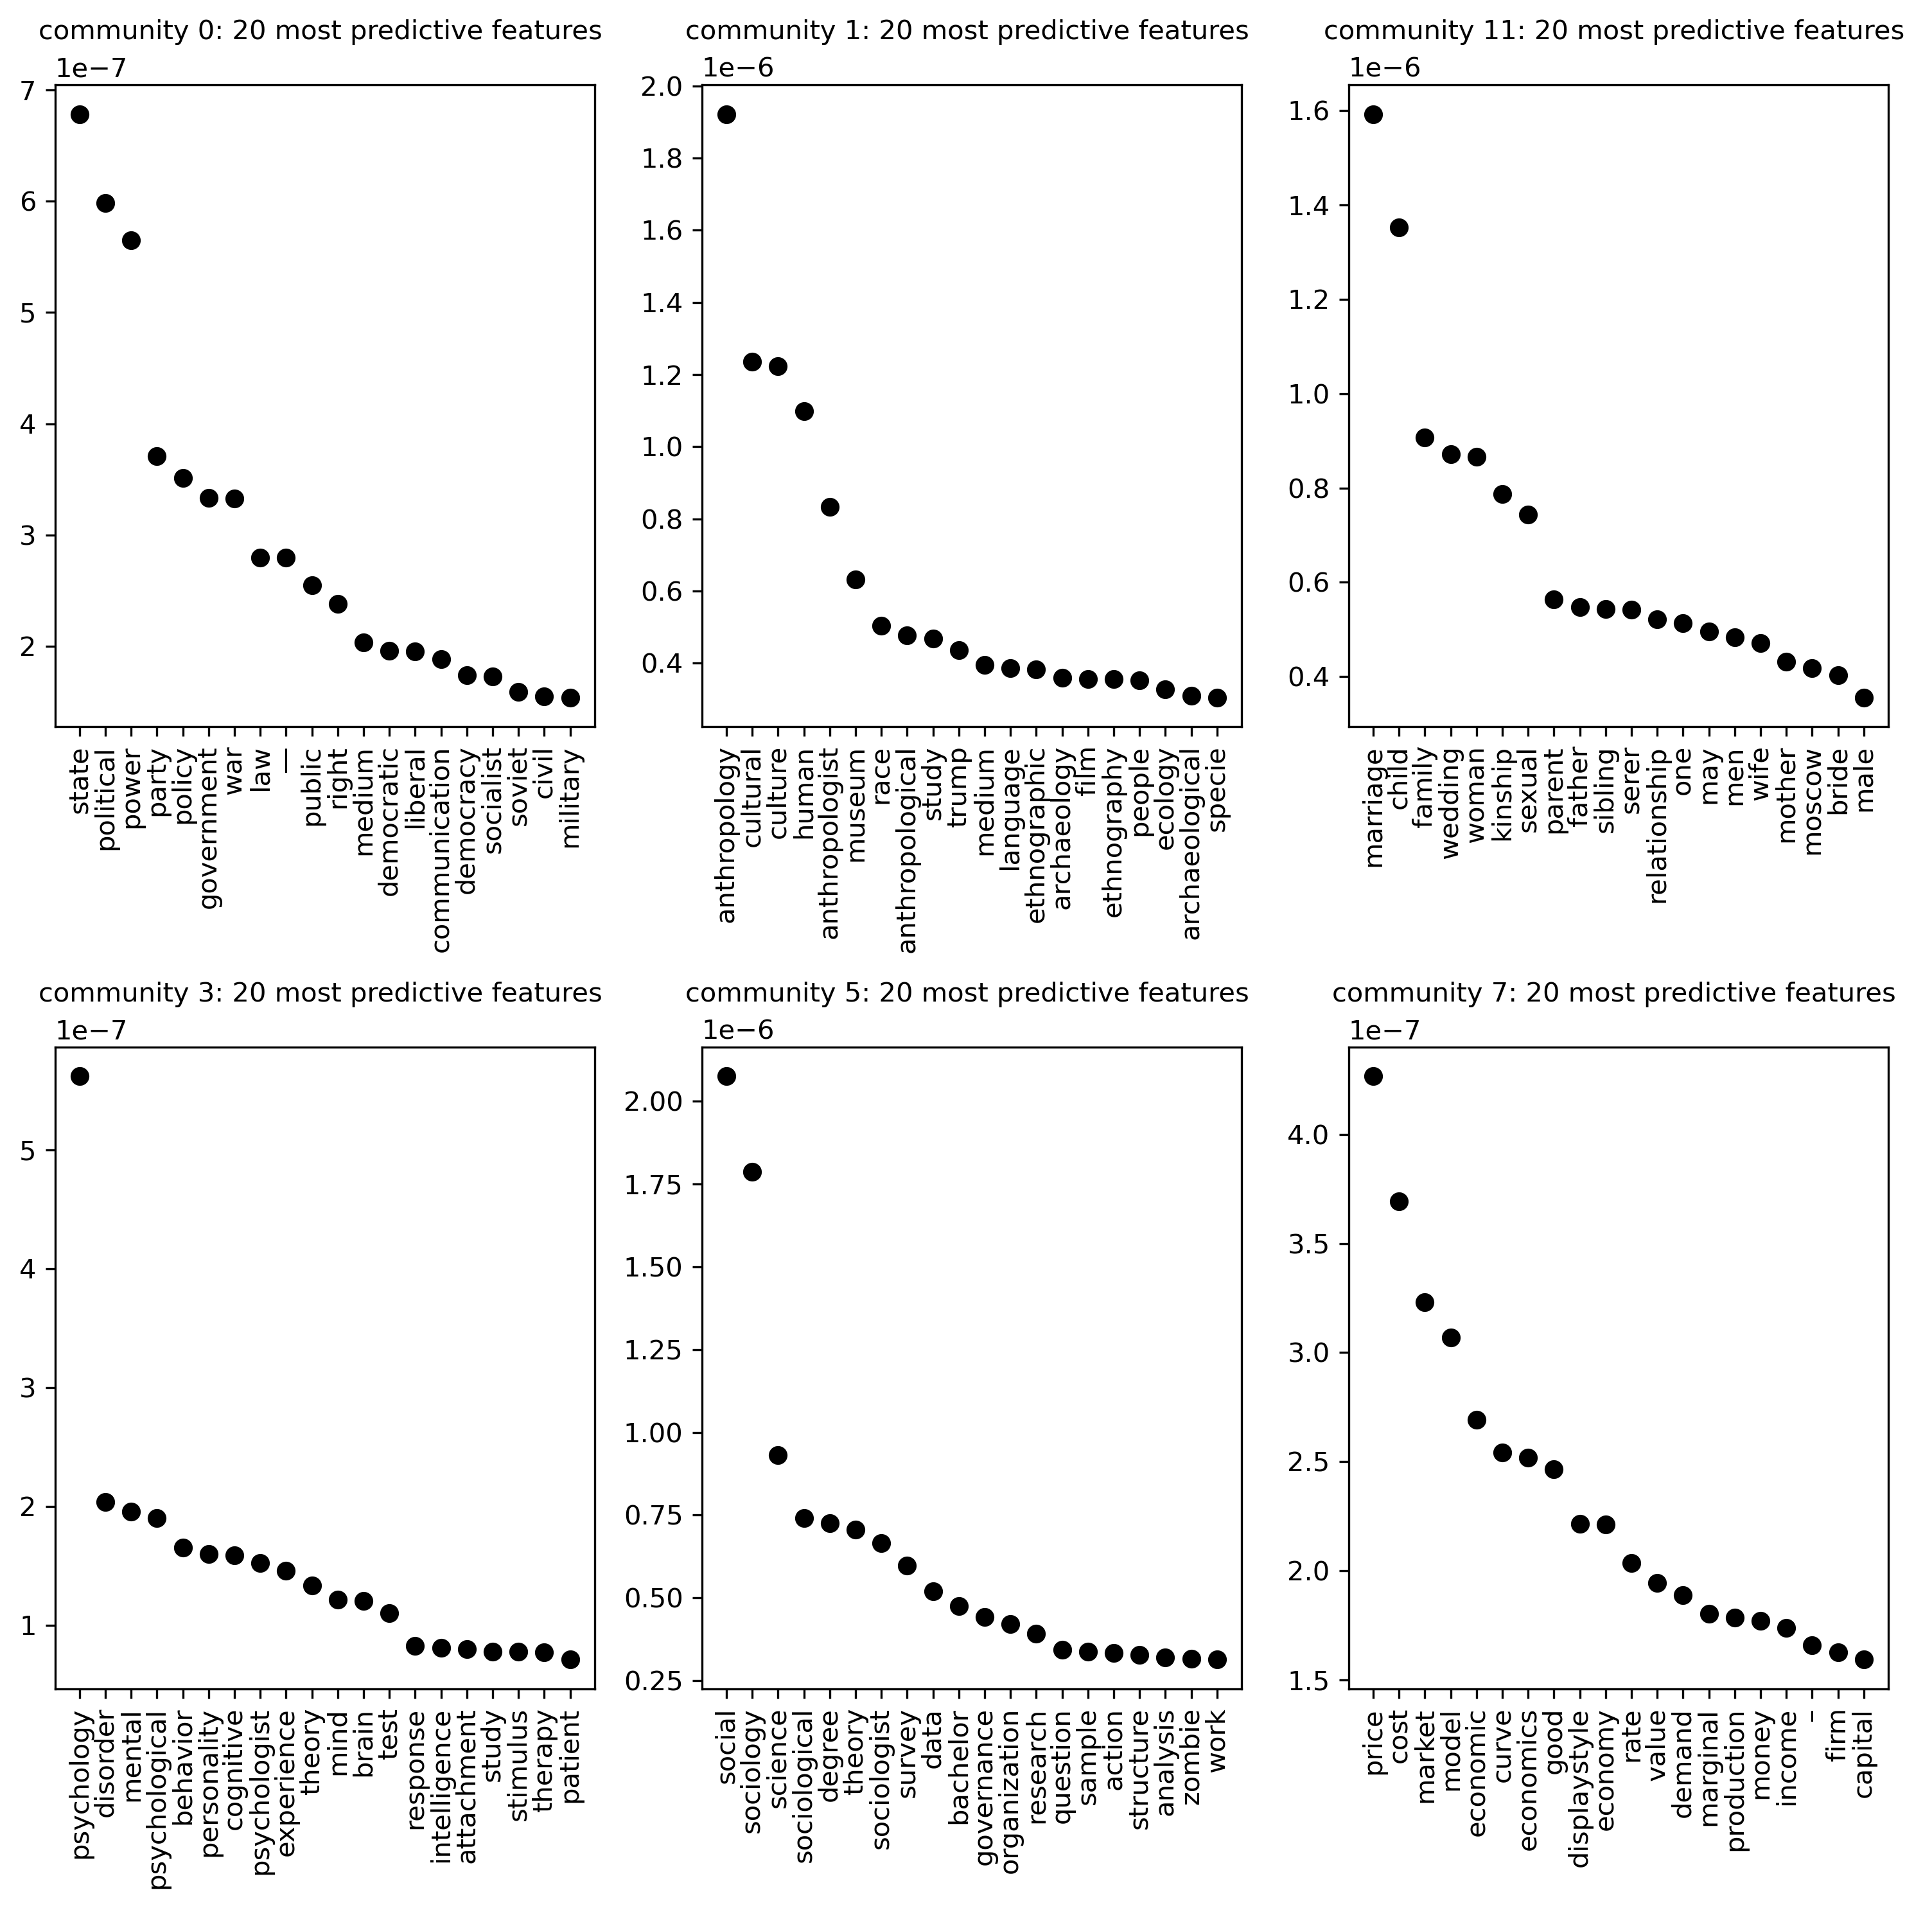 community 0: 20 most predictive features
1e−7
7
6
5
4
3
2
state
political
power
party
policy
government
war
law
—
public
right
medium
democratic
liberal
communication
democracy
socialist
soviet
civil
military
community 1: 20 most predictive features
1e−6
2.0
1.8
1.6
1.4
1.2
1.0
0.8
0.6
0.4
anthropology
cultural
culture
human
anthropologist
museum
race
anthropological
study
trump
medium
language
ethnographic
archaeology
film
ethnography
people
ecology
archaeological
specie
community 11: 20 most predictive features
1e−6
1.6
1.4
1.2
1.0
0.8
0.6
0.4
marriage
child
family
wedding
woman
kinship
sexual
parent
father
sibling
serer
relationship
one
may
men
wife
mother
moscow
bride
male
community 3: 20 most predictive features
1e−7
5
4
3
2
1
psychology
disorder
mental
psychological
behavior
personality
cognitive
psychologist
experience
theory
mind
brain
test
response
intelligence
attachment
study
stimulus
therapy
patient
community 5: 20 most predictive features
1e−6
2.00
1.75
1.50
1.25
1.00
0.75
0.50
0.25
social
sociology
science
sociological
degree
theory
sociologist
survey
data
bachelor
governance
organization
research
question
sample
action
structure
analysis
zombie
work
community 7: 20 most predictive features
1e−7
4.0
3.5
3.0
2.5
2.0
1.5
price
cost
market
model
economic
curve
economics
good
displaystyle
economy
rate
value
demand
marginal
production
money
income
–
firm
capital